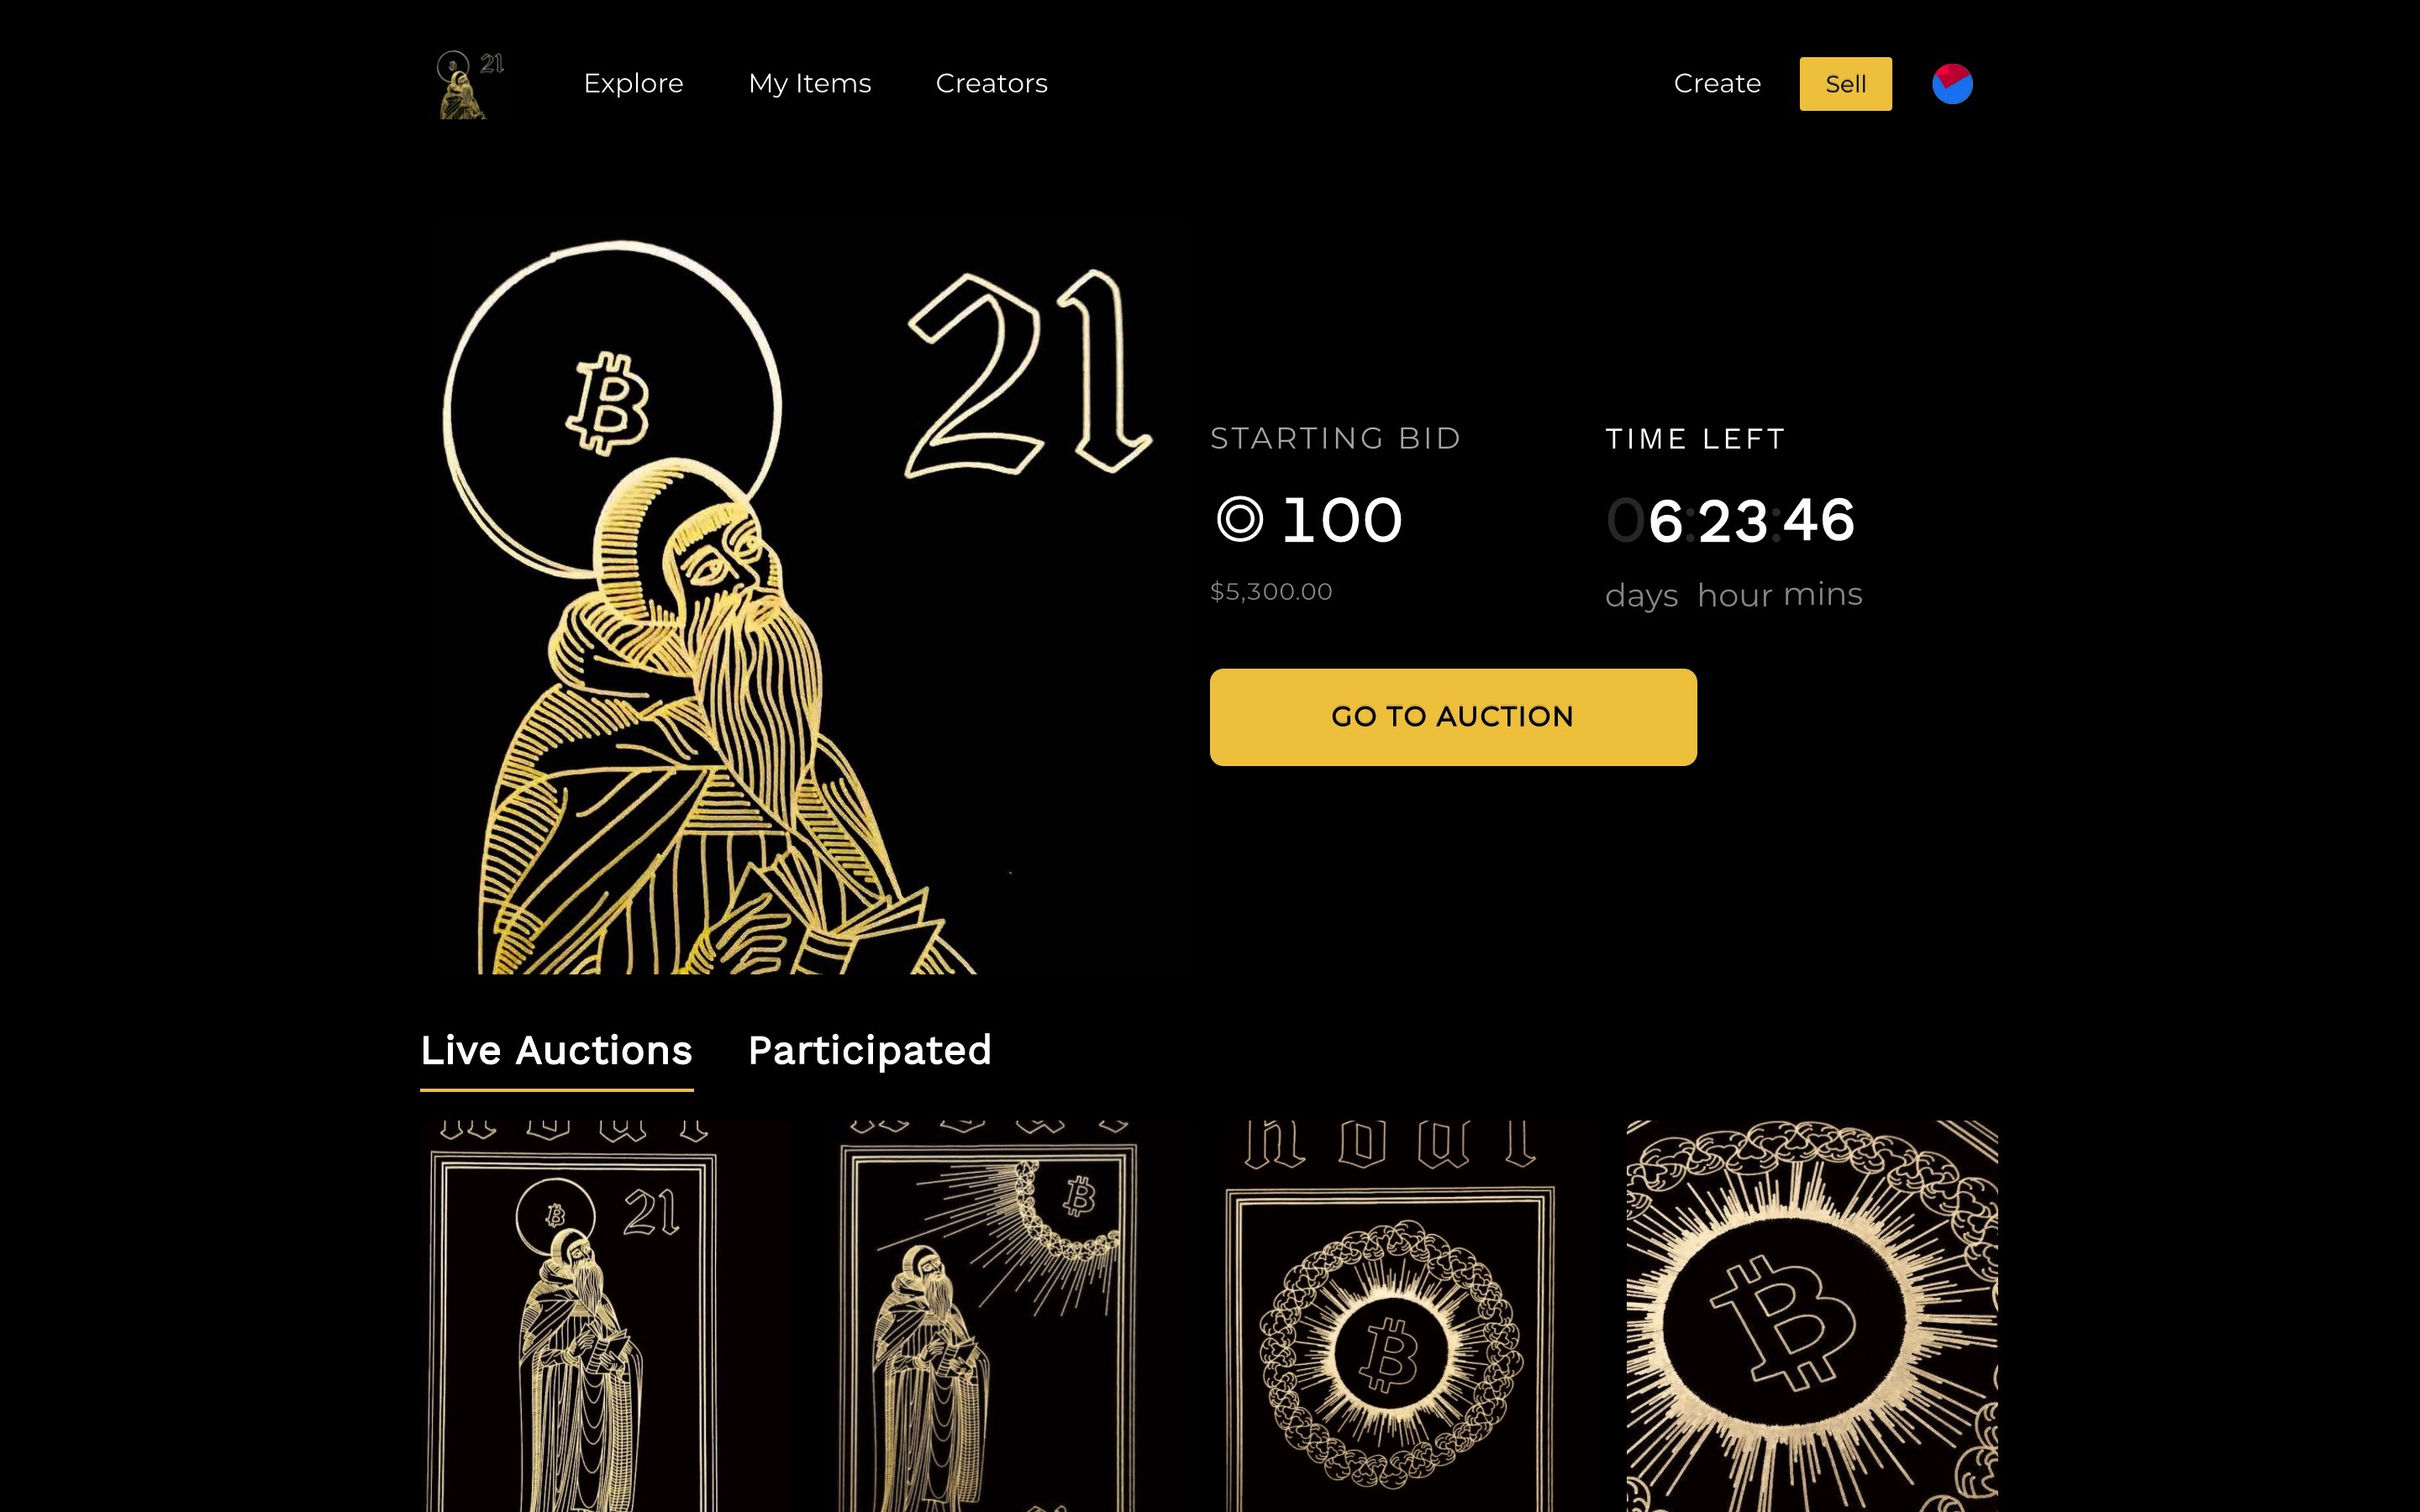 21
Explore
My Items
Creators
Create
Sell
21
STARTING BID
TIME LEFT
100
06:23:46
$5,300.00
days hour mins
GO TO AUCTION
Live Auctions
Participated
hodl
21